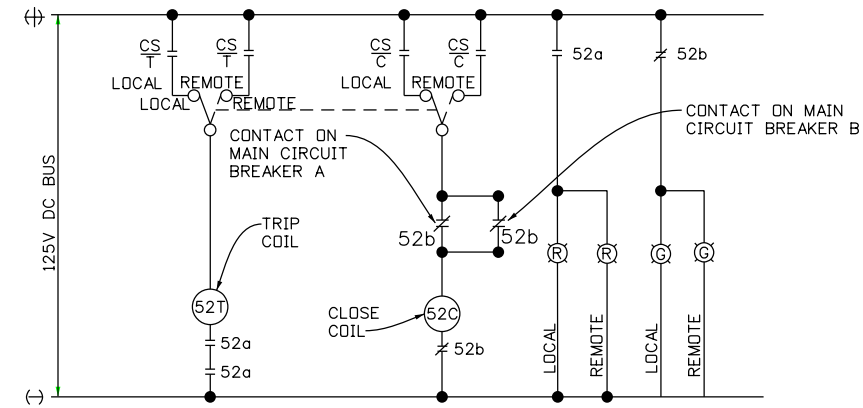 (+)
CS CS CS CS
T T C C
52a 52b
LOCAL REMOTE LOCAL REMOTE
LOCAL REMOTE
CONTACT ON MAIN
CIRCUIT BREAKER B
CONTACT ON
MAIN CIRCUIT
BREAKER A
125V DC BUS
TRIP
COIL
52b 52b
R R G G
52T
CLOSE
COIL
52C
52a
52b
52a
LOCAL
REMOTE
LOCAL
REMOTE
(-)